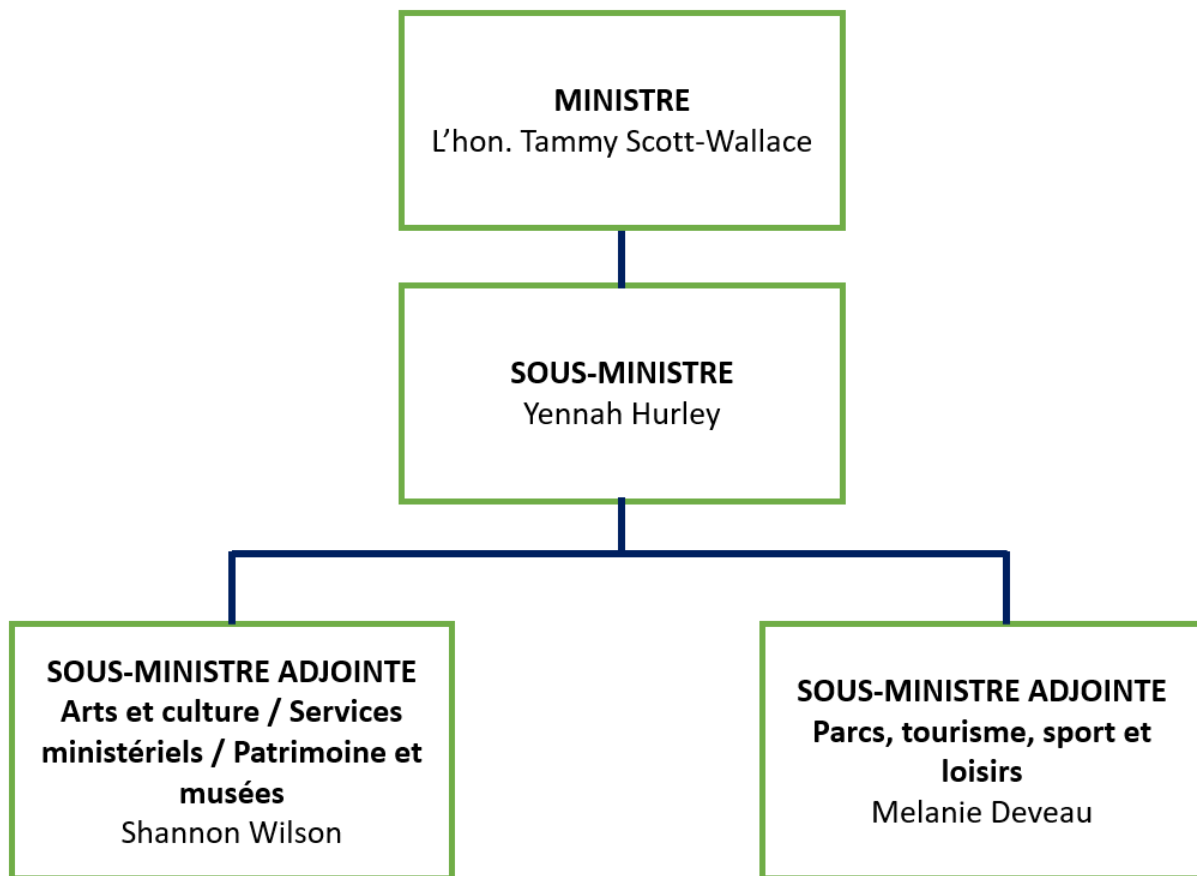 MINISTRE
L’hon. Tammy Scott-Wallace
SOUS-MINISTRE
Yennah Hurley
SOUS-MINISTRE ADJOINTE
Arts et culture / Services
ministériels / Patrimoine et
musées
Shannon Wilson
SOUS-MINISTRE ADJOINTE
Parcs, tourisme, sport et
loisirs
Melanie Deveau